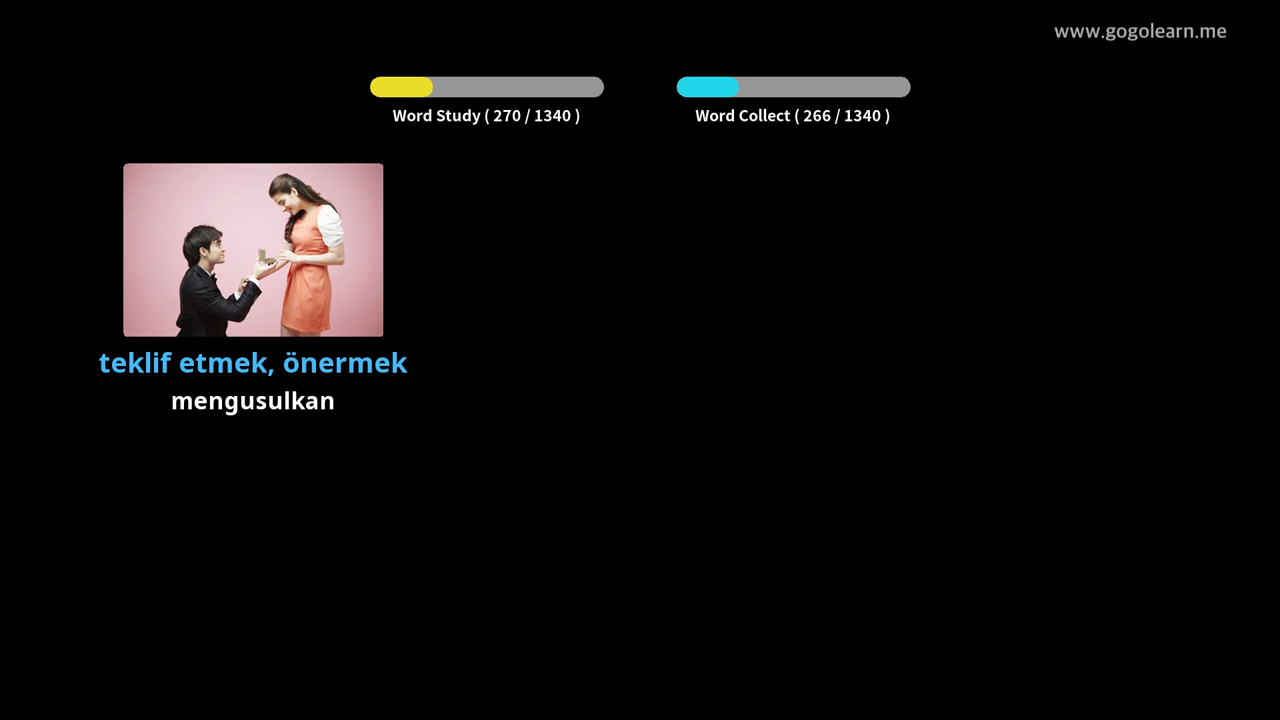 www.gogolearn.me
Word Study ( 270 / 1340 )
Word Collect ( 266 / 1340 )
teklif etmek, önermek
mengusulkan